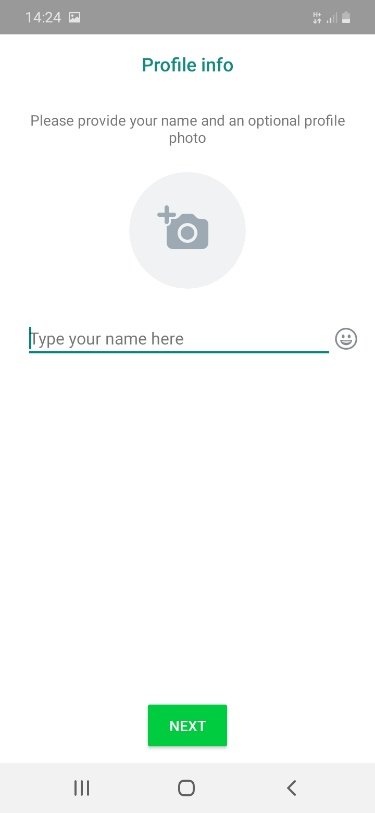 14:24
Profile info
Please provide your name and an optional profile
photo
Type your name here
NEXT